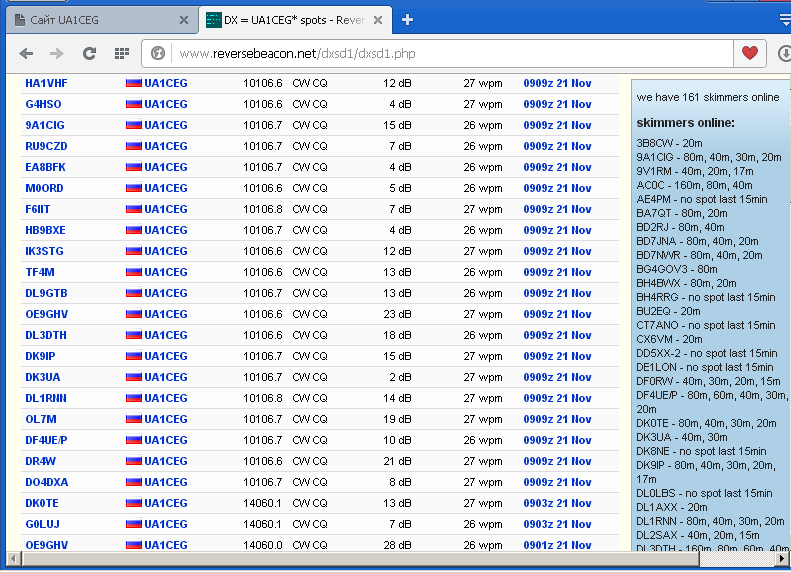 Сайт UA1CEG
DX = UA1CEG* spots - Rever
www.reversebeacon.net/dxsd1/dxsd1.php
HA1VHF UA1CEG 10106.6 CW CQ 12 dB 27 wpm 0909z 21 Nov
G4HSO UA1CEG 10106.6 CW CQ 4 dB 27 wpm 0909z 21 Nov
9A1CIG UA1CEG 10106.7 CW CQ 15 dB 26 wpm 0909z 21 Nov
RU9CZD UA1CEG 10106.7 CW CQ 7 dB 26 wpm 0909z 21 Nov
EA8BFK UA1CEG 10106.7 CW CQ 4 dB 26 wpm 0909z 21 Nov
M0ORD UA1CEG 10106.6 CW CQ 5 dB 26 wpm 0909z 21 Nov
F6IIT UA1CEG 10106.8 CW CQ 7 dB 27 wpm 0909z 21 Nov
HB9BXE UA1CEG 10106.7 CW CQ 4 dB 26 wpm 0909z 21 Nov
IK3STG UA1CEG 10106.6 CW CQ 12 dB 27 wpm 0909z 21 Nov
TF4M UA1CEG 10106.6 CW CQ 13 dB 26 wpm 0909z 21 Nov
DL9GTB UA1CEG 10106.7 CW CQ 13 dB 26 wpm 0909z 21 Nov
OE9GHV UA1CEG 10106.6 CW CQ 23 dB 27 wpm 0909z 21 Nov
DL3DTH UA1CEG 10106.6 CW CQ 18 dB 26 wpm 0909z 21 Nov
DK9IP UA1CEG 10106.7 CW CQ 15 dB 26 wpm 0909z 21 Nov
DK3UA UA1CEG 10106.7 CW CQ 2 dB 27 wpm 0909z 21 Nov
DL1RNN UA1CEG 10106.8 CW CQ 14 dB 27 wpm 0909z 21 Nov
OL7M UA1CEG 10106.7 CW CQ 19 dB 27 wpm 0909z 21 Nov
DF4UE/P UA1CEG 10106.7 CW CQ 10 dB 26 wpm 0909z 21 Nov
DR4W UA1CEG 10106.6 CW CQ 21 dB 27 wpm 0909z 21 Nov
DO4DXA UA1CEG 10106.7 CW CQ 8 dB 26 wpm 0909z 21 Nov
DK0TE UA1CEG 14060.1 CW CQ 13 dB 27 wpm 0903z 21 Nov
G0LUJ UA1CEG 14060.1 CW CQ 7 dB 26 wpm 0903z 21 Nov
OE9GHV UA1CEG 14060.0 CW CQ 28 dB 26 wpm 0901z 21 Nov
we have 161 skimmers online
skimmers online:
3B8CW - 20m
9A1CIG - 80m, 40m, 30m, 20m
9V1RM - 40m, 20m, 17m
AC0C - 160m, 80m, 40m
AE4PM - no spot last 15min
BA7QT - 80m, 20m
BD2RJ - 80m, 40m
BD7JNA - 80m, 40m, 20m
BD7NWR - 80m, 40m, 20m
BG4GOV3 - 80m
BH4BWX - 80m, 20m
BH4RRG - no spot last 15min
BU2EQ - 20m
CT7ANO - no spot last 15min
CX6VM - 20m
DD5XX-2 - no spot last 15min
DE1LON - no spot last 15min
DF0RW - 40m, 30m, 20m, 15m
DF4UE/P - 80m, 60m, 40m, 30m,
20m
DK0TE - 80m, 40m, 30m, 20m
DK3UA - 40m, 30m
DK8NE - no spot last 15min
DK9IP - 80m, 40m, 30m, 20m,
17m
DL0LBS - no spot last 15min
DL1AXX - 20m
DL1RNN - 80m, 40m, 30m, 20m
DL2SAX - 40m, 20m, 15m
DL3DTH - 160m, 80m, 60m, 40m